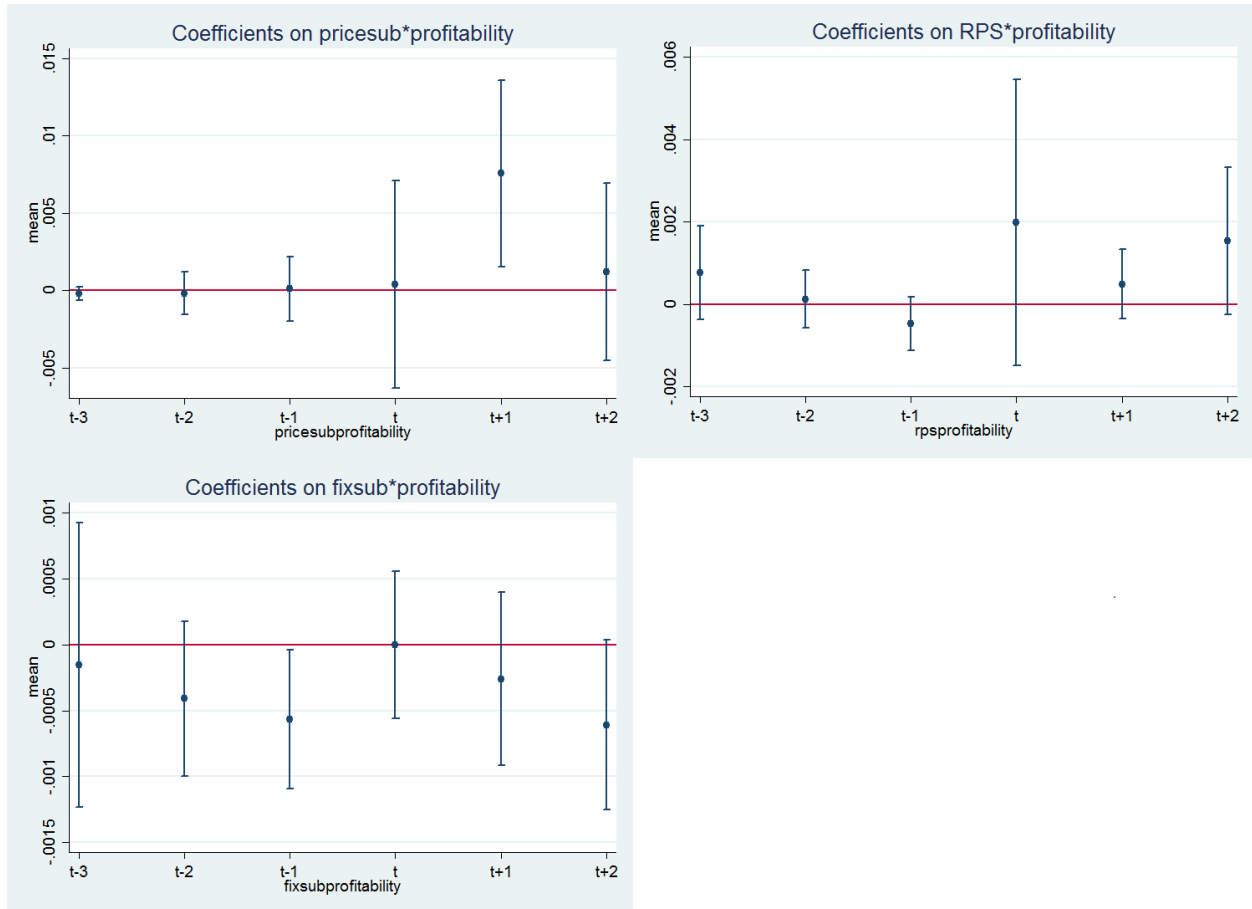 Coefficients on pricesub*profitability
mean
.015
.01
.005
0
-.005
t-3 t-2 t-1 t t+1 t+2
pricesubprofitability
Coefficients on RPS*profitability
mean
.006
.004
.002
0
-.002
t-3 t-2 t-1 t t+1 t+2
rpsprofitability
Coefficients on fixsub*profitability
mean
.001
.0005
0
-.0005
-.001
-.0015
t-3 t-2 t-1 t t+1 t+2
fixsubprofitability